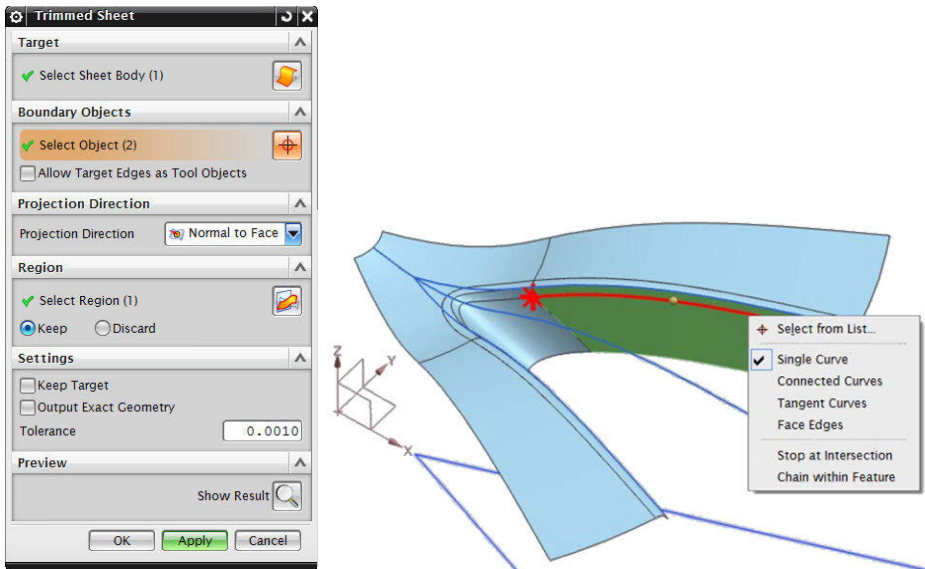 Trimmed Sheet
Target
Select Sheet Body (1)
Boundary Objects
Select Object (2)
Allow Target Edges as Tool Objects
Projection Direction
Projection Direction Normal to Face
Region
Select Region (1)
Keep Discard
Settings
Keep Target
Output Exact Geometry
Tolerance 0.0010
Preview
Show Result
OK Apply Cancel
Z
Y
X
Select from List...
Single Curve
Connected Curves
Tangent Curves
Face Edges
Stop at Intersection
Chain within Feature